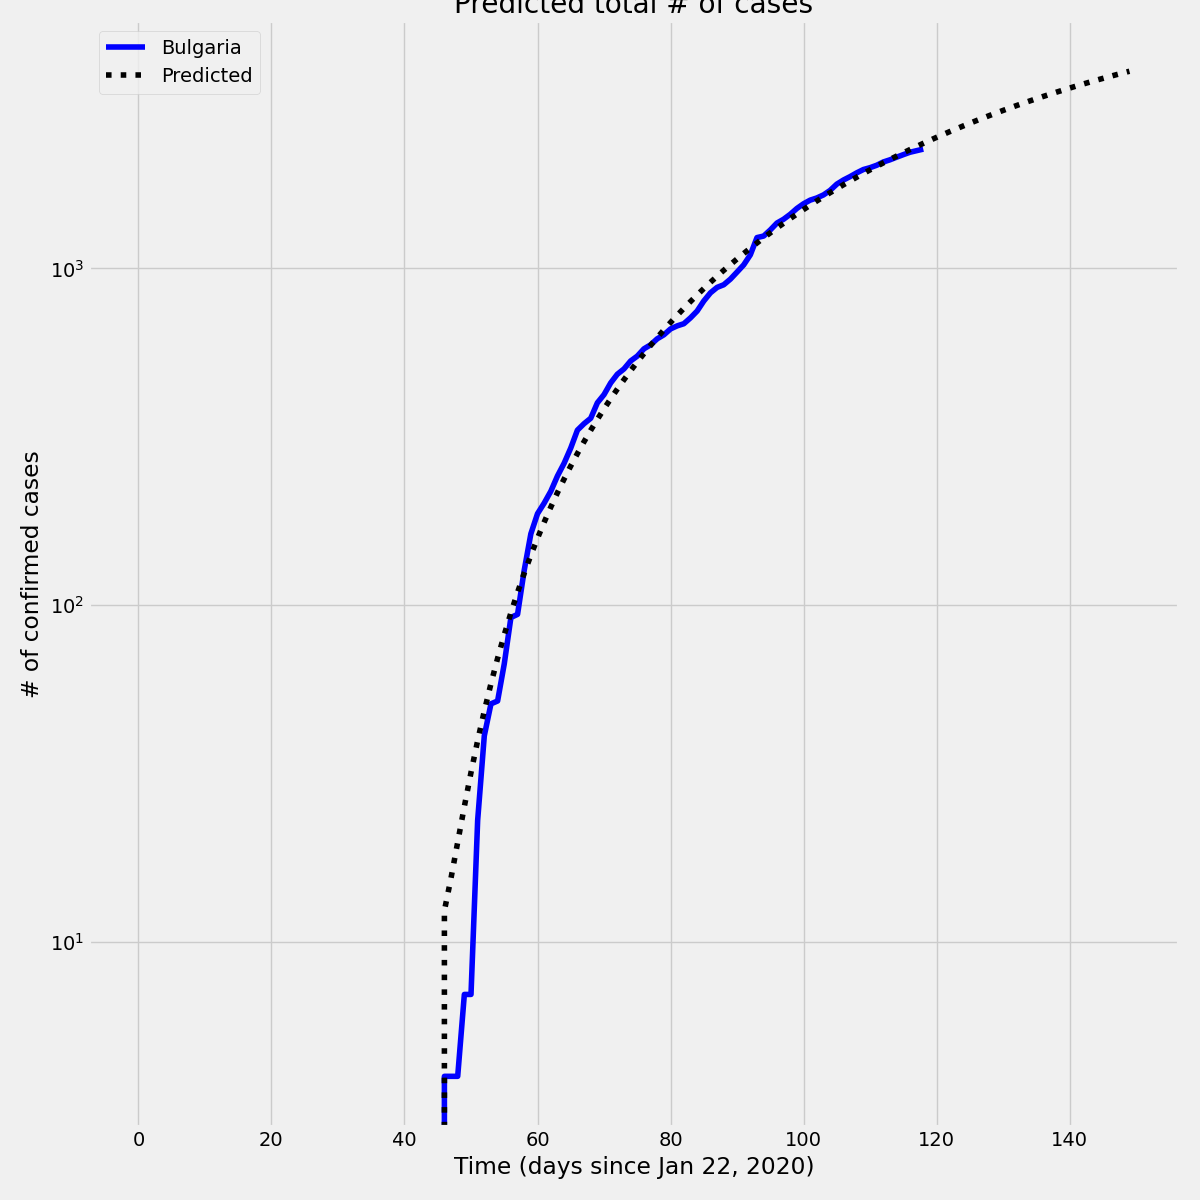 Predicted total # of cases
Bulgaria
Predicted
10³
10²
10¹
# of confirmed cases
0 20 40 60 80 100 120 140
Time (days since Jan 22, 2020)